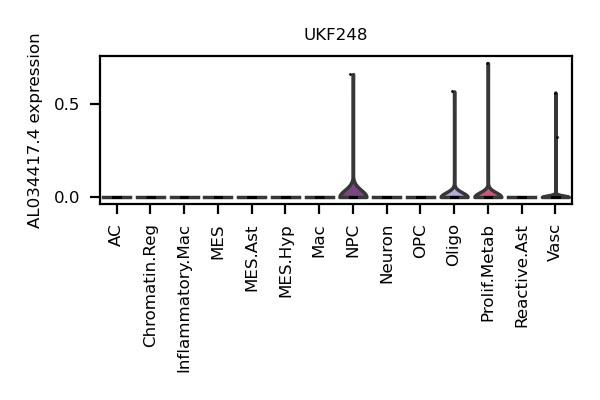 UKF248
AL034417.4 expression
0.5
0.0
AC
Chromatin.Reg
Inflammatory.Mac
MES
MES.Ast
MES.Hyp
Mac
NPC
Neuron
OPC
Oligo
Prolif.Metab
Reactive.Ast
Vasc